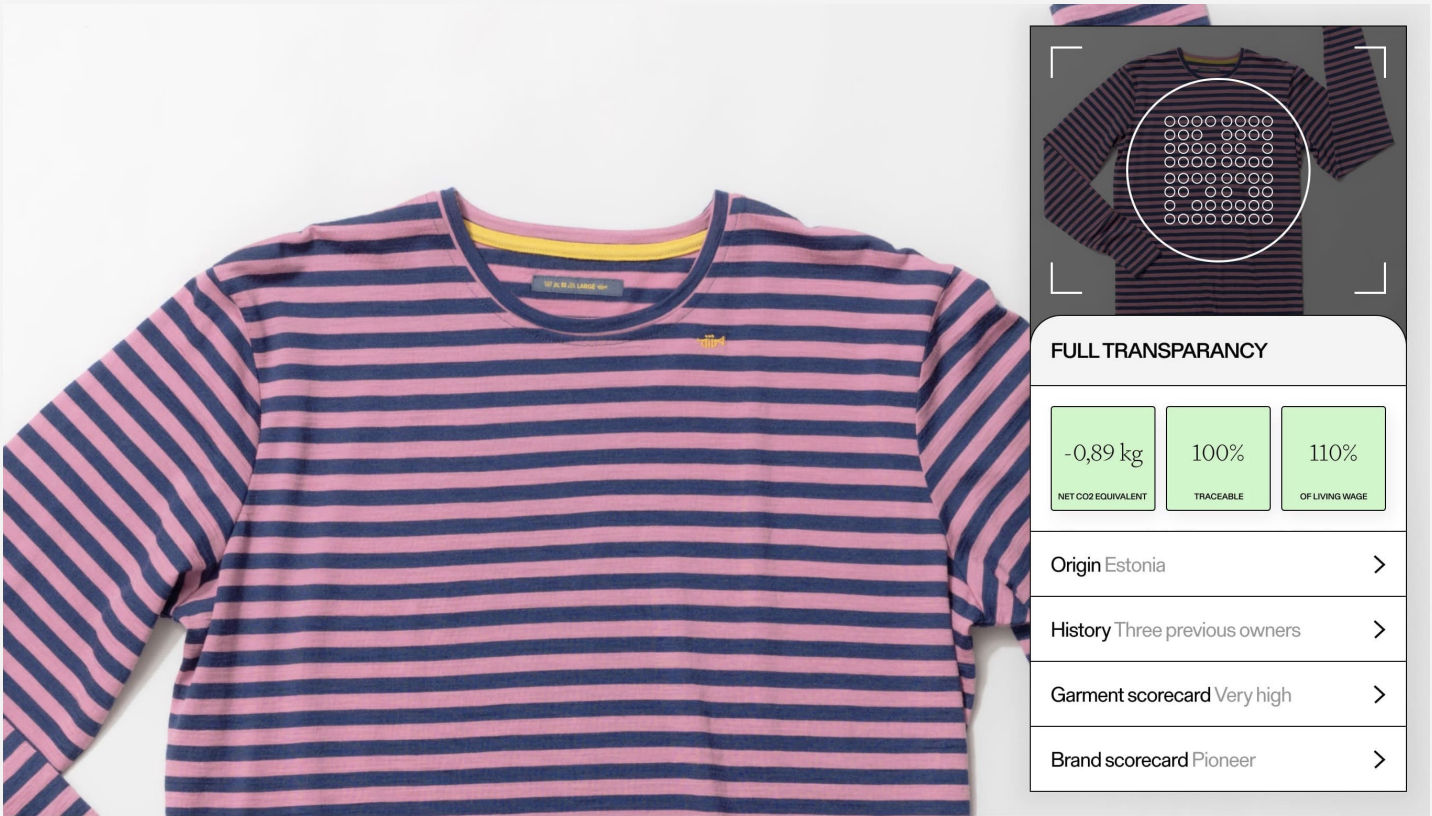 LARGE
FULL TRANSPARANCY
-0,89 kg
NET CO2 EQUIVALENT
100%
TRACEABLE
110%
OF LIVING WAGE
Origin Estonia
History Three previous owners
Garment scorecard Very high
Brand scorecard Pioneer